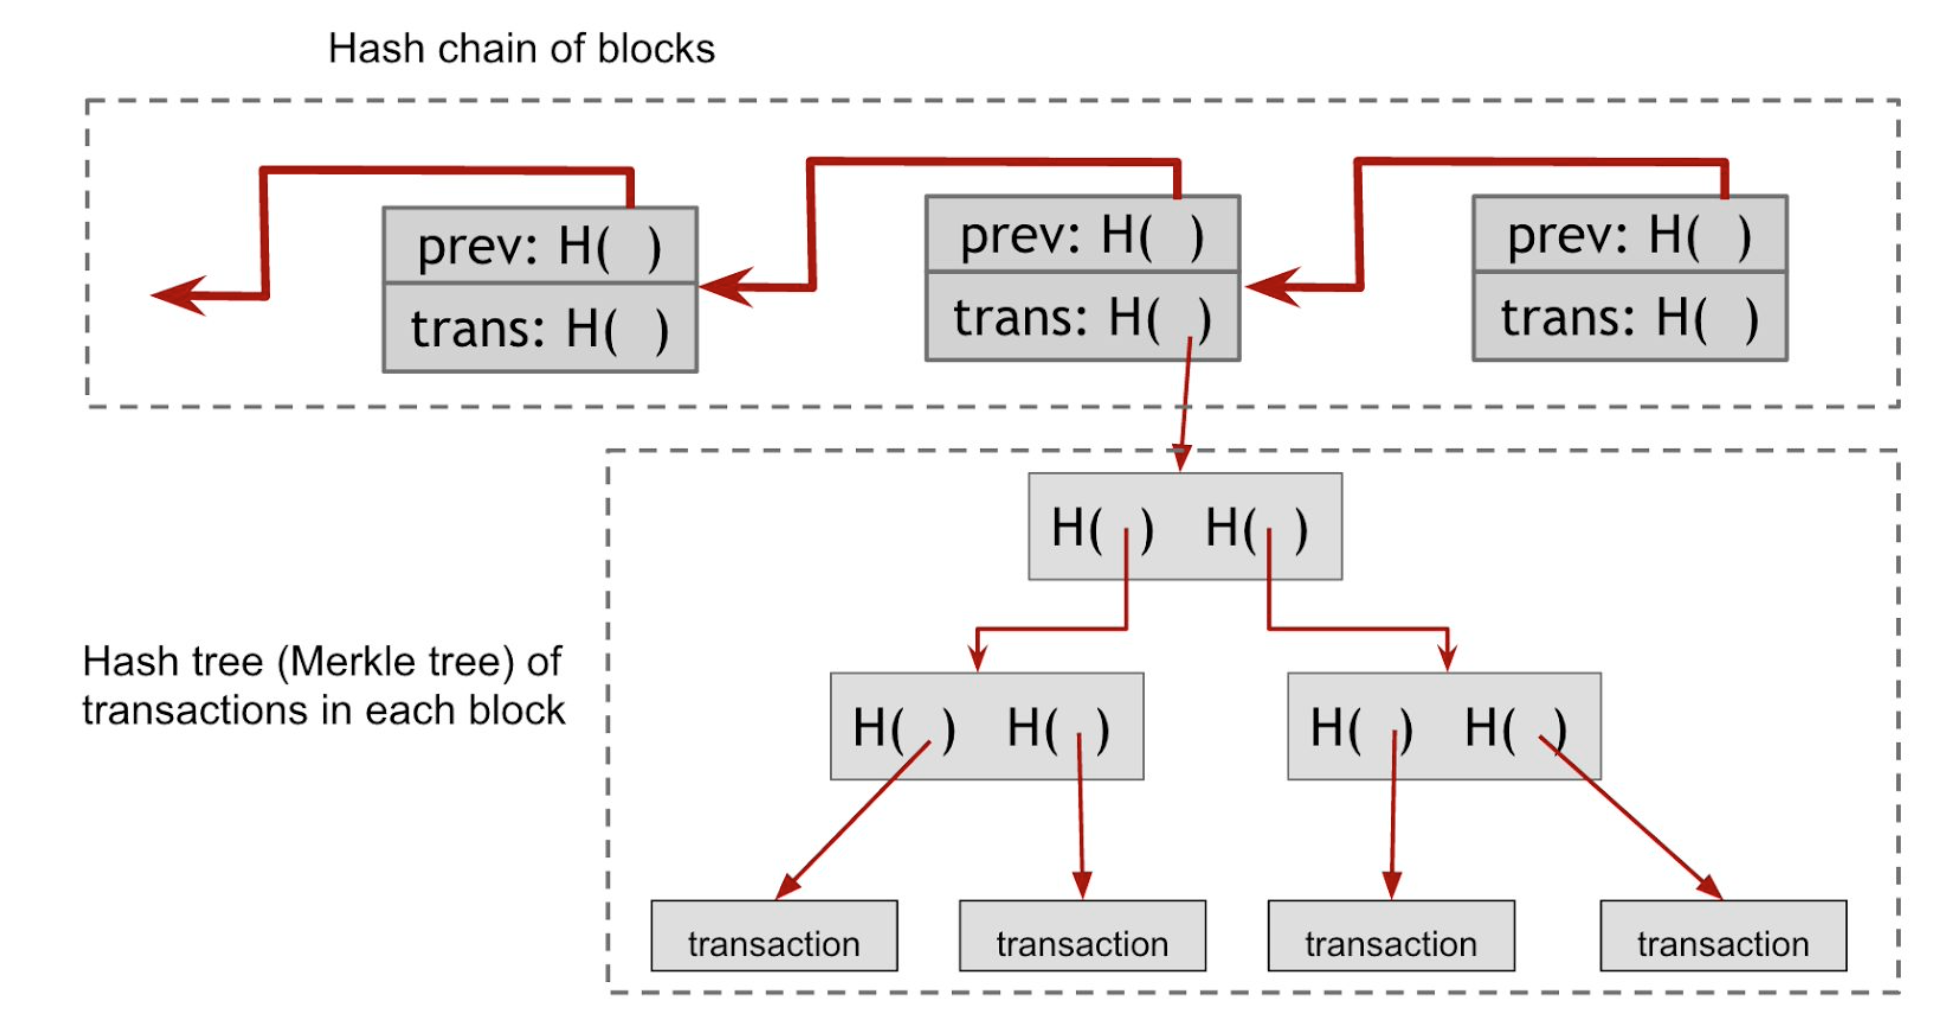 Hash chain of blocks
prev: H( )
trans: H( )
prev: H( )
trans: H( )
prev: H( )
trans: H( )
H( ) H( )
Hash tree (Merkle tree) of
transactions in each block
H( ) H( )
H( ) H( )
transaction
transaction
transaction
transaction